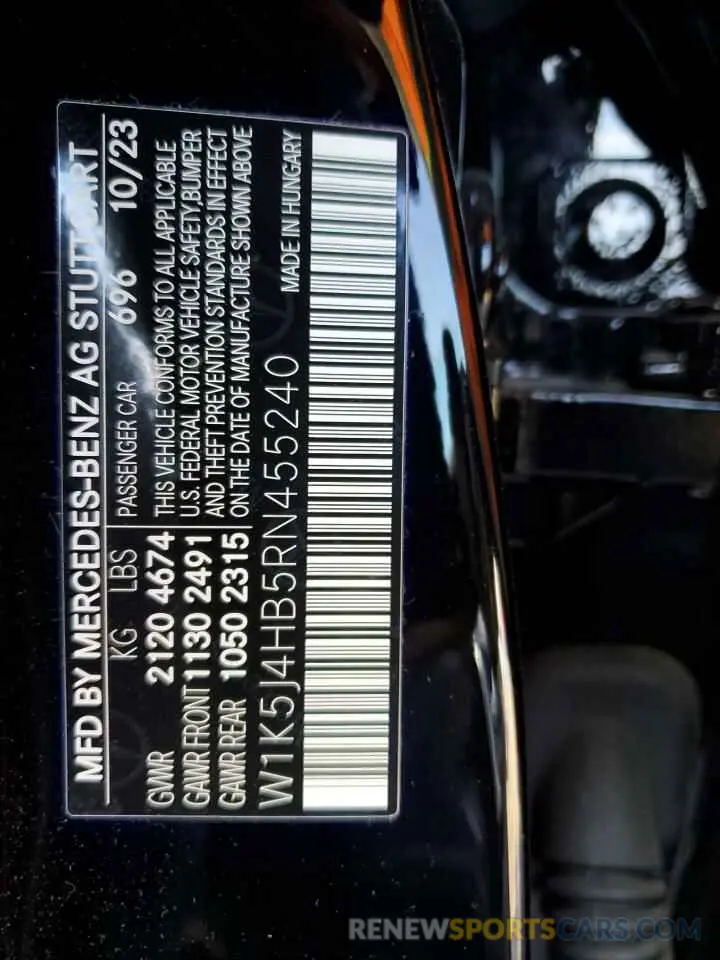 MFD BY MERCEDES-BENZ AG STUTTGART
KG LBS PASSENGER CAR 696 10/23
GVWR 2120 4674 THIS VEHICLE CONFORMS TO ALL APPLICABLE
GAWR FRONT 1130 2491 U.S. FEDERAL MOTOR VEHICLE SAFETY,BUMPER
GAWR REAR 1050 2315 AND THEFT PREVENTION STANDARDS IN EFFECT
ON THE DATE OF MANUFACTURE SHOWN ABOVE
W1K5J4HB5RN455240 MADE IN HUNGARY
RENEWSPORTSCARS.COM